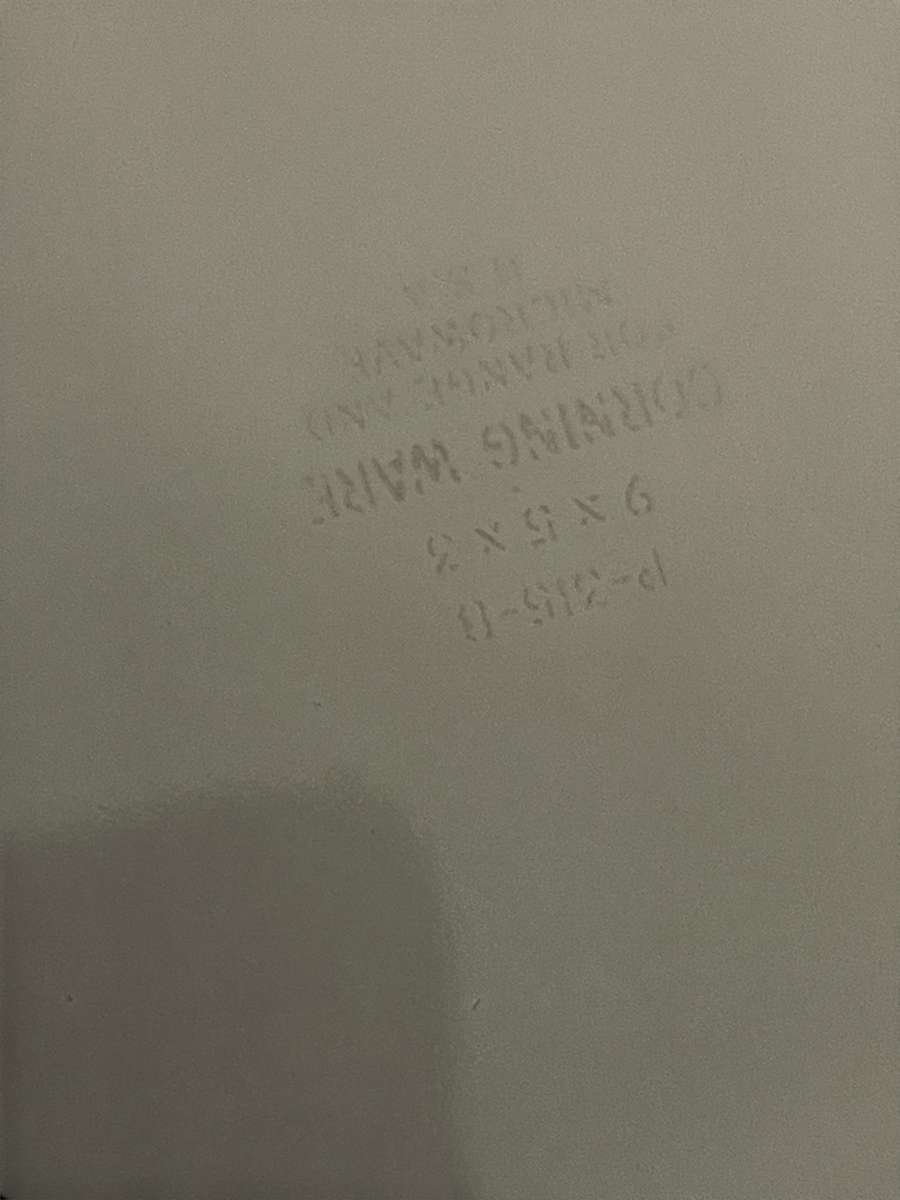 P-315-B
9 x 5 x 3
CORNING WARE
FOR RANGE AND
MICROWAVE
U.S.A